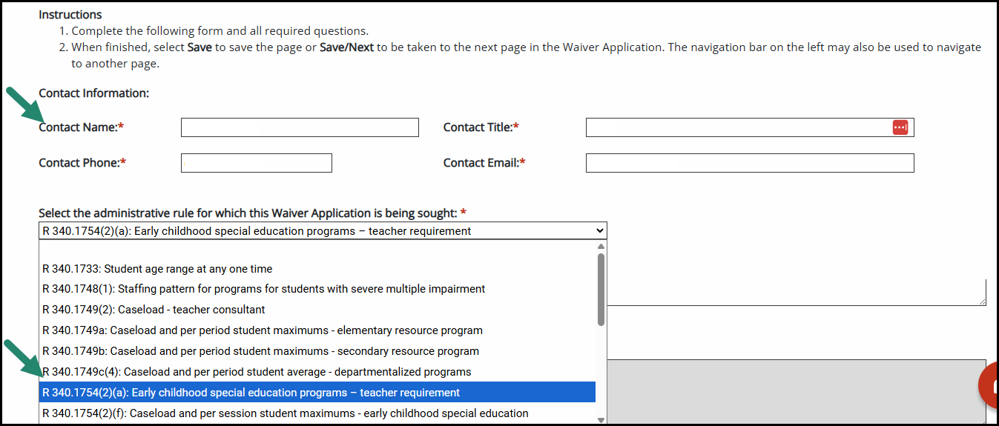 Instructions
1. Complete the following form and all required questions.
2. When finished, select Save to save the page or Save/Next to be taken to the next page in the Waiver Application. The navigation bar on the left may also be used to navigate
to another page.
Contact Information:
Contact Name:* Contact Title:*
Contact Phone:* Contact Email:*
Select the administrative rule for which this Waiver Application is being sought: *
R 340.1754(2)(a): Early childhood special education programs – teacher requirement
R 340.1733: Student age range at any one time
R 340.1748(1): Staffing pattern for programs for students with severe multiple impairment
R 340.1749(2): Caseload - teacher consultant
R 340.1749a: Caseload and per period student maximums - elementary resource program
R 340.1749b: Caseload and per period student maximums - secondary resource program
R 340.1749c(4): Caseload and per period student average - departmentalized programs
R 340.1754(2)(a): Early childhood special education programs – teacher requirement
R 340.1754(2)(f): Caseload and per session student maximums - early childhood special education